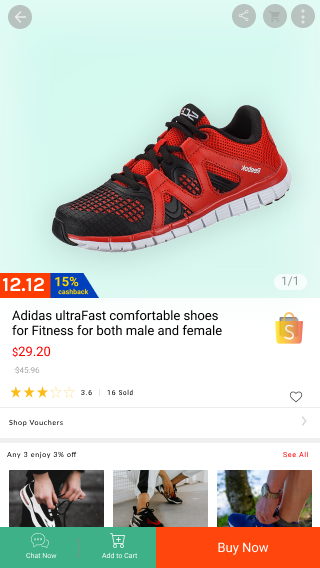 1/1
12.12
15%
cashback
Adidas ultraFast comfortable shoes
for Fitness for both male and female
$29.20
$45.96
3.6 | 16 Sold
Shop Vouchers
Any 3 enjoy 3% off
See All
Chat Now
Add to Cart
Buy Now